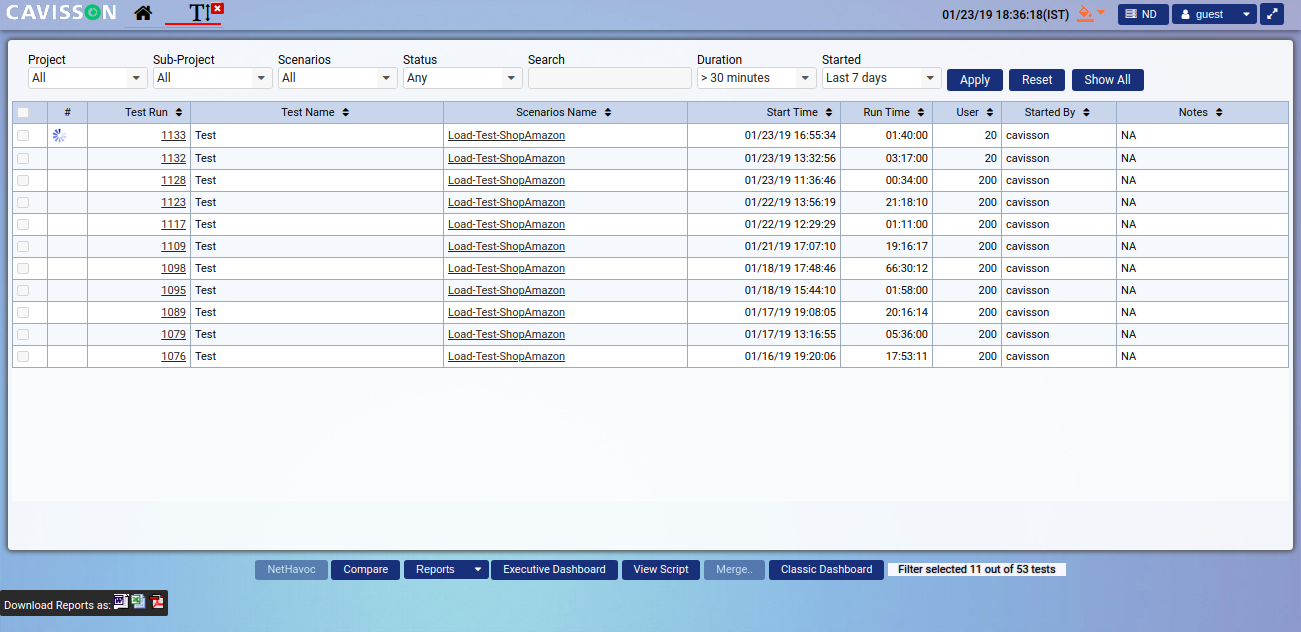 CAVISSON TI 01/23/19 18:36:18(IST) ND guest
Project Sub-Project Scenarios Status Search Duration Started
All All All Any > 30 minutes Last 7 days Apply Reset Show All
# Test Run Test Name Scenarios Name Start Time Run Time User Started By Notes
1133 Test Load-Test-ShopAmazon 01/23/19 16:55:34 01:40:00 20 cavisson NA
1132 Test Load-Test-ShopAmazon 01/23/19 13:32:56 03:17:00 20 cavisson NA
1128 Test Load-Test-ShopAmazon 01/23/19 11:36:46 00:34:00 200 cavisson NA
1123 Test Load-Test-ShopAmazon 01/22/19 13:56:19 21:18:10 200 cavisson NA
1117 Test Load-Test-ShopAmazon 01/22/19 12:29:29 01:11:00 200 cavisson NA
1109 Test Load-Test-ShopAmazon 01/21/19 17:07:10 19:16:17 200 cavisson NA
1098 Test Load-Test-ShopAmazon 01/18/19 17:48:46 66:30:12 200 cavisson NA
1095 Test Load-Test-ShopAmazon 01/18/19 15:44:10 01:58:00 200 cavisson NA
1089 Test Load-Test-ShopAmazon 01/17/19 19:08:05 20:16:14 200 cavisson NA
1079 Test Load-Test-ShopAmazon 01/17/19 13:16:55 05:36:00 200 cavisson NA
1076 Test Load-Test-ShopAmazon 01/16/19 19:20:06 17:53:11 200 cavisson NA
NetHavoc Compare Reports Executive Dashboard View Script Merge.. Classic Dashboard Filter selected 11 out of 53 tests
Download Reports as: